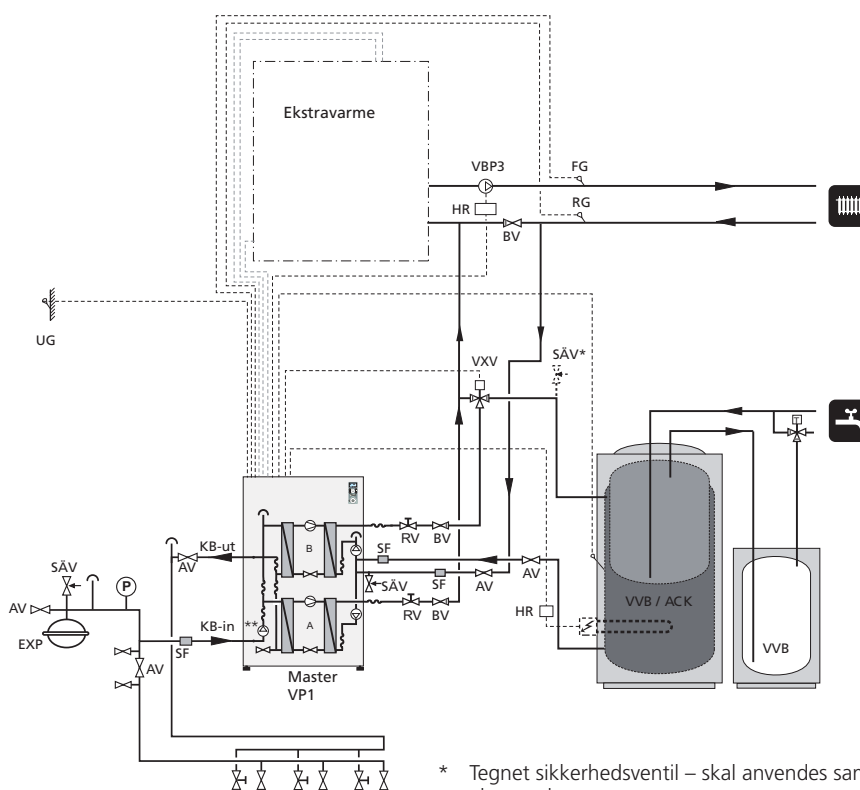 Ekstravarme
VBP3
FG
HR
RG
BV
UG
VXV
SÄV*
T
KB-ut
B
RV
BV
SF
AV
SÄV
AV
P
SÄV
SF
AV
AV
AV
EXP
SF
KB-in
**
A
RV
BV
HR
VVB / ACK
VVB
AV
Master
VP1
* Tegnet sikkerhedsventil – skal anvendes